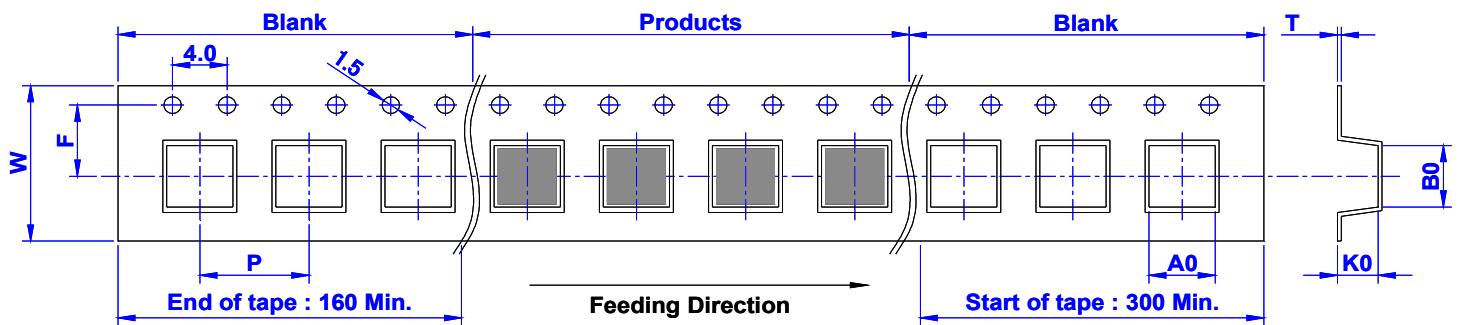 Blank
Products
Blank
T
4.0
1.5
F
W
B0
P
A0
K0
End of tape : 160 Min.
Feeding Direction
Start of tape : 300 Min.